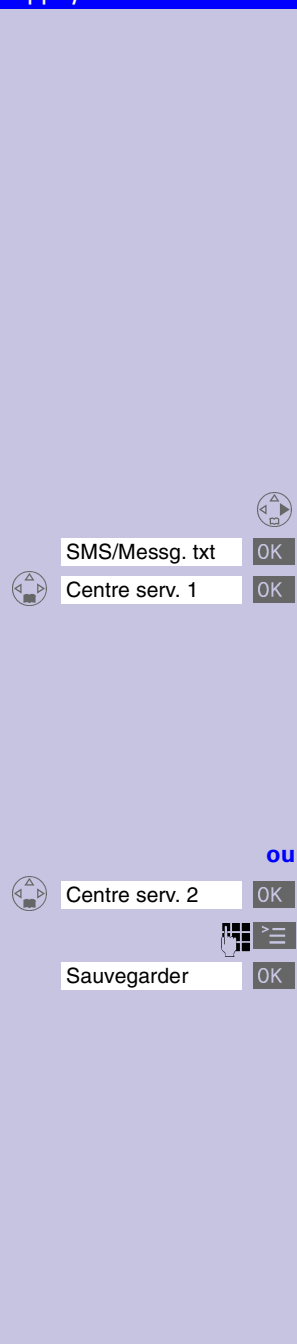 SMS/Messg. txt OK
Centre serv. 1 OK
ou
Centre serv. 2 OK
Sauvegarder OK